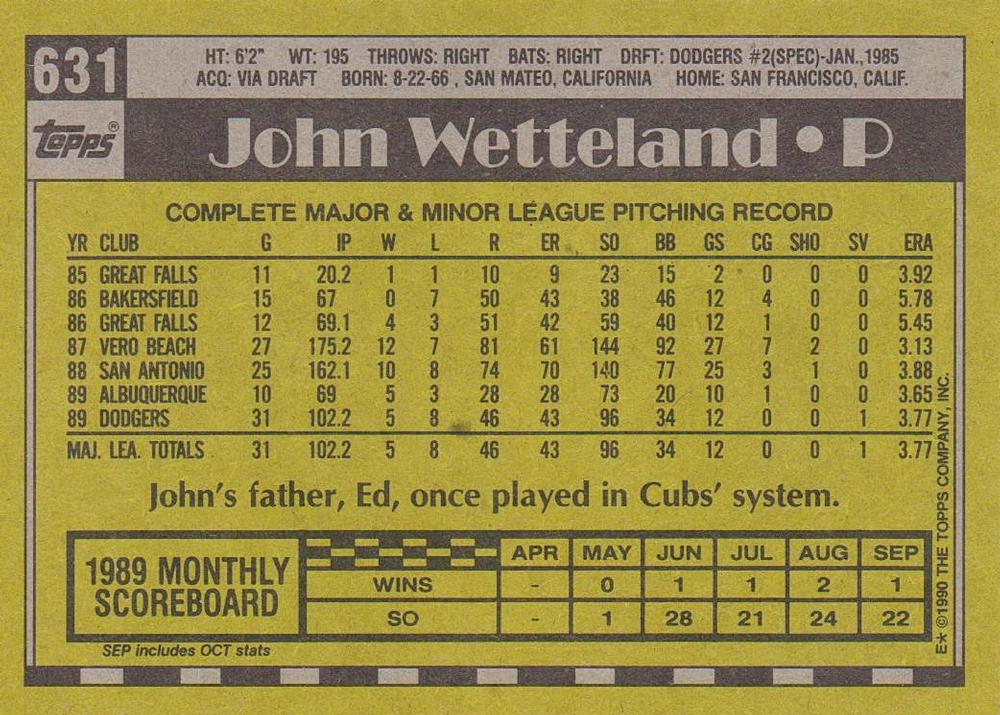 631
HT: 6'2" WT: 195 THROWS: RIGHT BATS: RIGHT DRFT: DODGERS #2(SPEC)-JAN.,1985
ACQ: VIA DRAFT BORN: 8-22-66 , SAN MATEO, CALIFORNIA HOME: SAN FRANCISCO, CALIF.
topps®
John Wetteland • P
COMPLETE MAJOR & MINOR LEAGUE PITCHING RECORD
YR CLUB G IP W L R ER SO BB GS CG SHO SV ERA
85 GREAT FALLS 11 20.2 1 1 10 9 23 15 2 0 0 0 3.92
86 BAKERSFIELD 15 67 0 7 50 43 38 46 12 4 0 0 5.78
86 GREAT FALLS 12 69.1 4 3 51 42 59 40 12 1 0 0 5.45
87 VERO BEACH 27 175.2 12 7 81 61 144 92 27 7 2 0 3.13
88 SAN ANTONIO 25 162.1 10 8 74 70 140 77 25 3 1 0 3.88
89 ALBUQUERQUE 10 69 5 3 28 28 73 20 10 1 0 0 3.65
89 DODGERS 31 102.2 5 8 46 43 96 34 12 0 0 1 3.77
MAJ. LEA. TOTALS 31 102.2 5 8 46 43 96 34 12 0 0 1 3.77
John's father, Ed, once played in Cubs' system.
1989 MONTHLY
SCOREBOARD
APR MAY JUN JUL AUG SEP
WINS - 0 1 1 2 1
SO - 1 28 21 24 22
SEP includes OCT stats
E* ©1990 THE TOPPS COMPANY, INC.